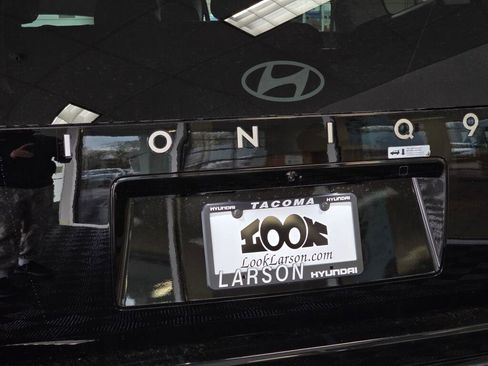 IONIQ 9
TACOMA
HYUNDAI HYUNDAI
LOOK
LookLarson.com
LARSON HYUNDAI